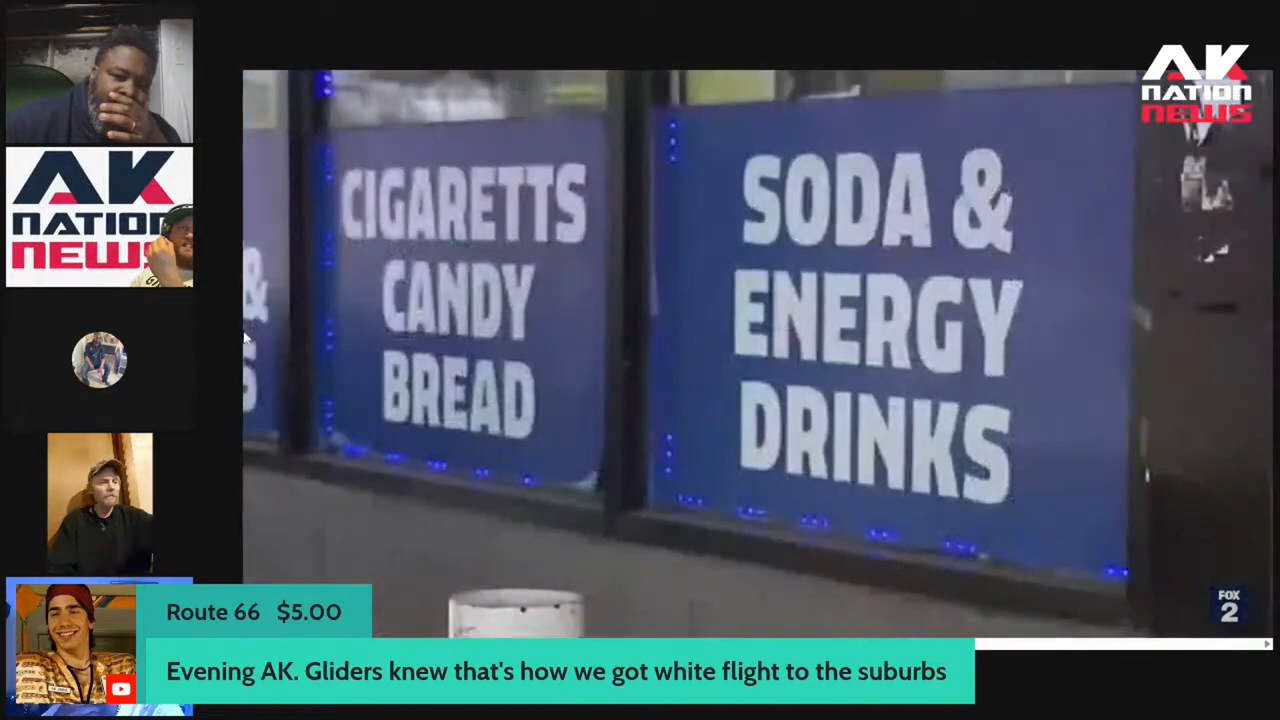 AK
NATION
NEWS
AK
NATION
NEWS
&
S
CIGARETTS
CANDY
BREAD
SODA &
ENERGY
DRINKS
FOX
2
Route 66 $5.00
Evening AK. Gliders knew that's how we got white flight to the suburbs